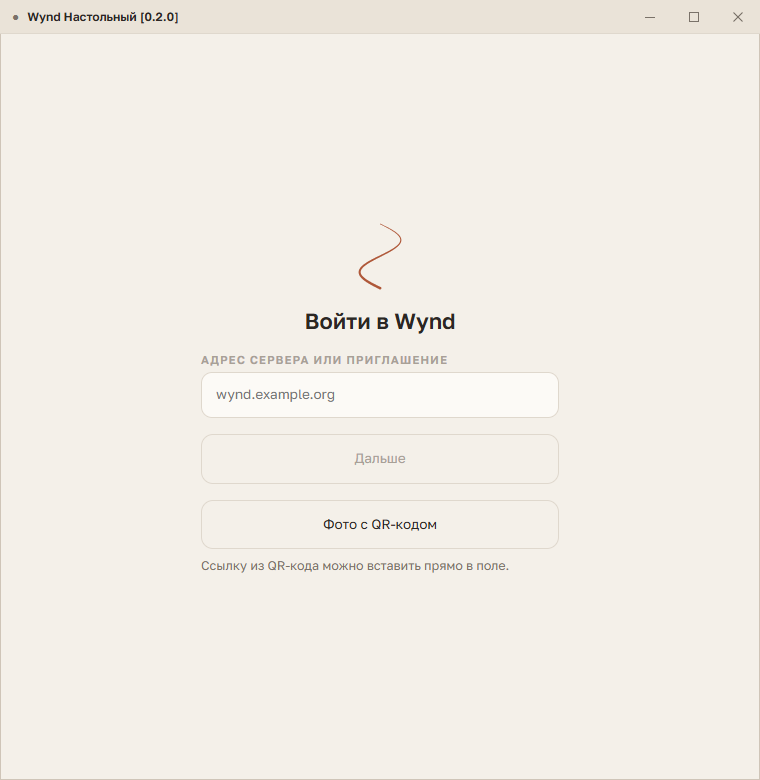 Wynd Настольный [0.2.0]
Войти в Wynd
АДРЕС СЕРВЕРА ИЛИ ПРИГЛАШЕНИЕ
wynd.example.org
Дальше
Фото с QR-кодом
Ссылку из QR-кода можно вставить прямо в поле.